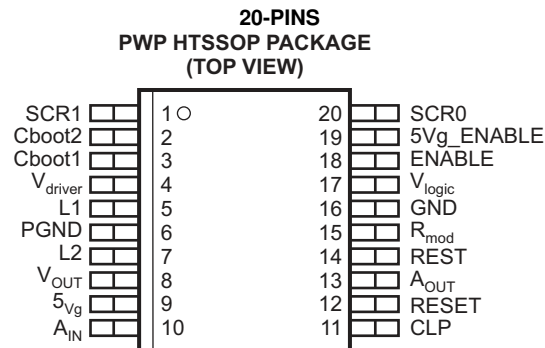 20-PINS
PWP HTSSOP PACKAGE
(TOP VIEW)
SCR1 1 20 SCR0
Cboot2 2 19 5Vg_ENABLE
Cboot1 3 18 ENABLE
Vdriver 4 17 Vlogic
L1 5 16 GND
PGND 6 15 Rmod
L2 7 14 REST
VOUT 8 13 AOUT
5Vg 9 12 RESET
AIN 10 11 CLP